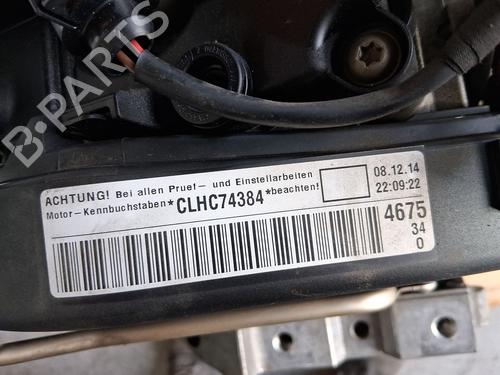 B-PARTS
ACHTUNG! Bei allen Pruef- und Einstellarbeiten
Motor-Kennbuchstaben*CLHC74384*beachten!
08.12.14
22:09:22
4675
34
0